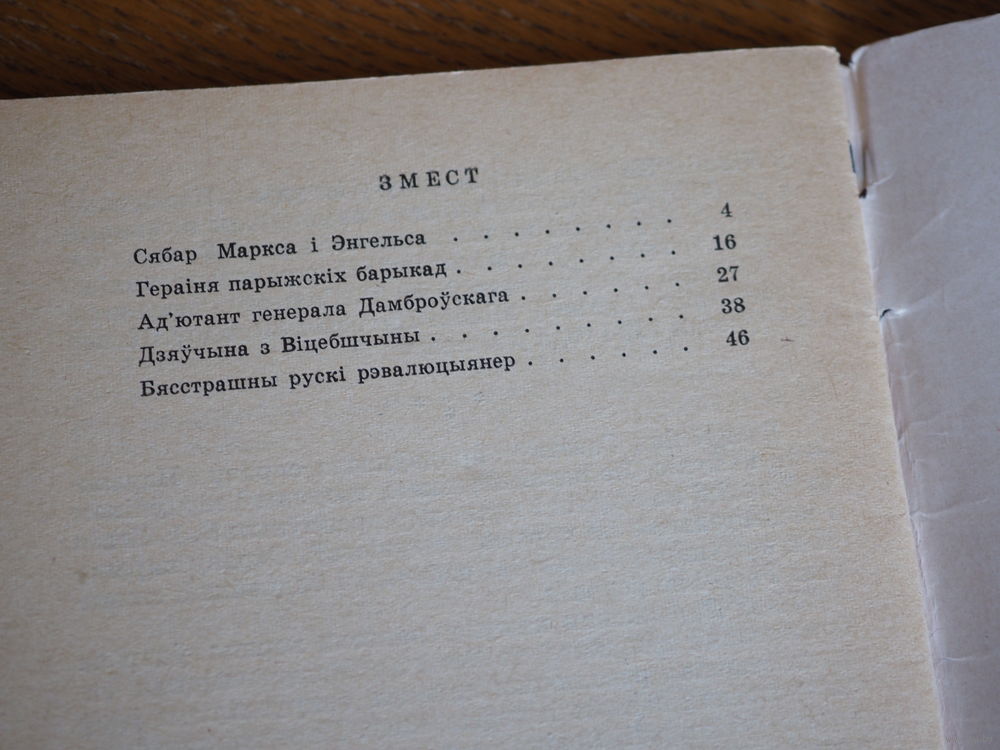 ЗМЕСТ
Сябар Маркса і Энгельса . . . . . . . . 4
Гераіня парыжскіх барыкад . . . . . . . . 16
Ад’ютант генерала Дамброўскага . . . . . . 27
Дзяўчына з Віцебшчыны . . . . . . . . . 38
Бясстрашны рускі рэвалюцыянер . . . . . . 46